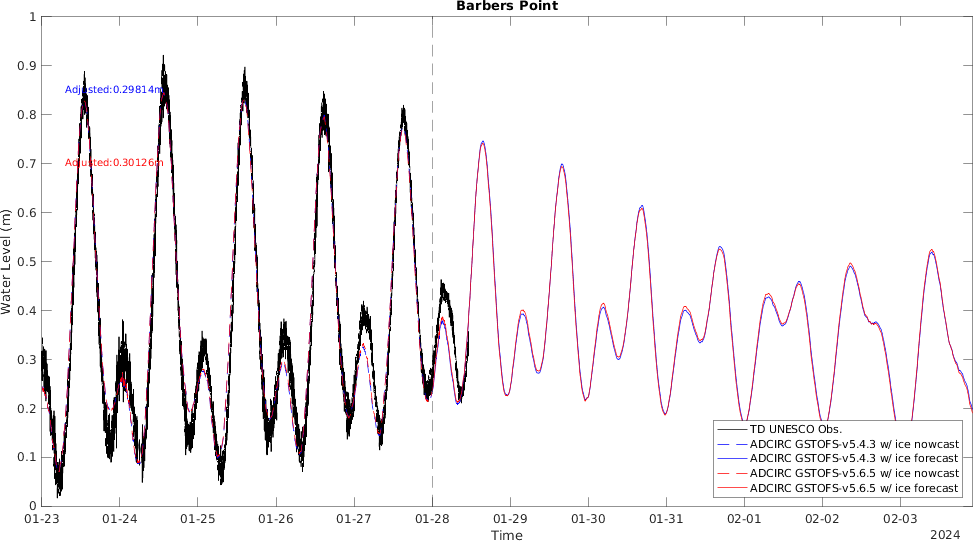 Barbers Point
1
0.9
0.8
0.7
0.6
0.5
0.4
0.3
0.2
0.1
0
Water Level (m)
Adjusted:0.29814m
Adjusted:0.30126m
01-23 01-24 01-25 01-26 01-27 01-28 01-29 01-30 01-31 02-01 02-02 02-03
Time
2024
TD UNESCO Obs.
ADCIRC GSTOFS-v5.4.3 w/ ice nowcast
ADCIRC GSTOFS-v5.4.3 w/ ice forecast
ADCIRC GSTOFS-v5.6.5 w/ ice nowcast
ADCIRC GSTOFS-v5.6.5 w/ ice forecast